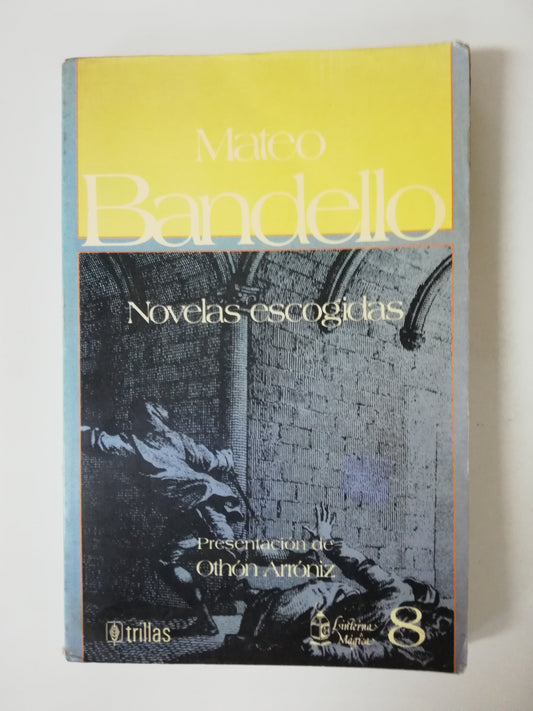 Mateo
Bandello
Novelas escogidas
Presentación de
Othón Arróniz
trillas
Linterna
Mágica
8